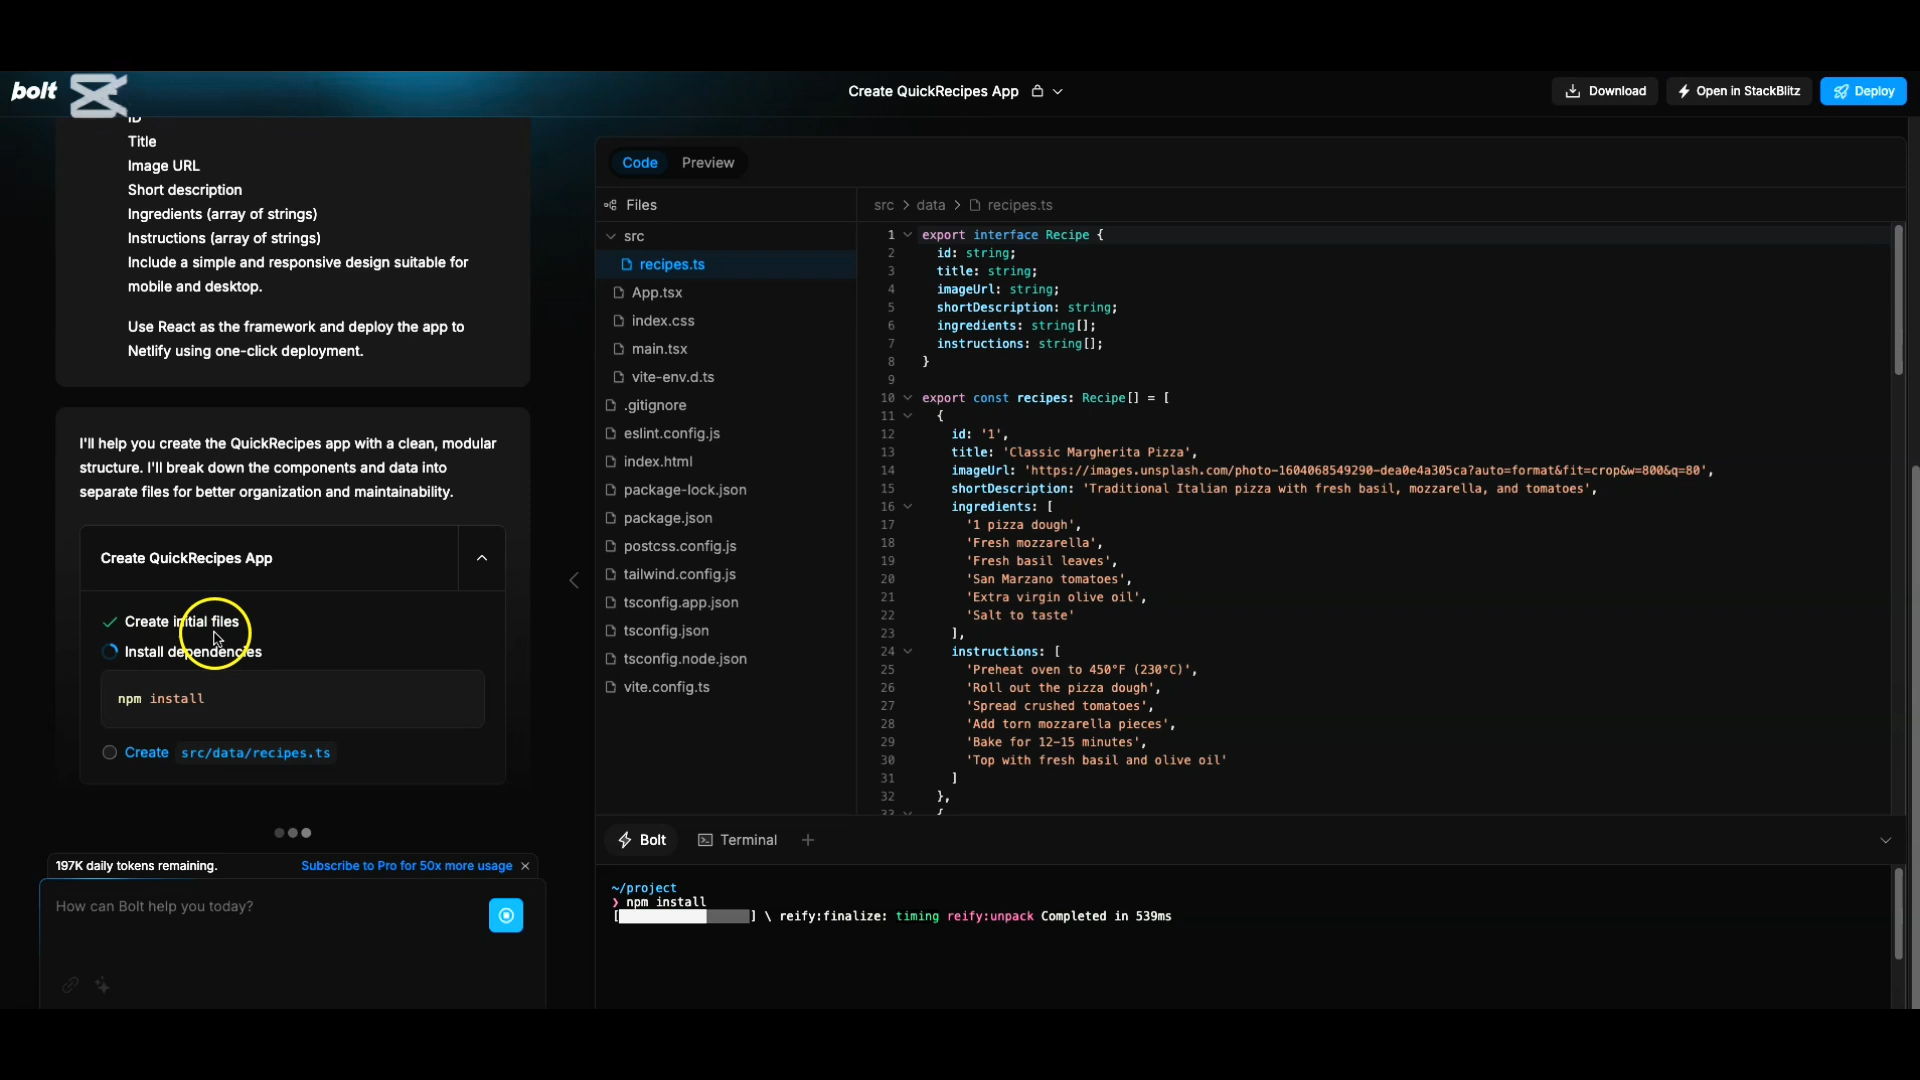 bolt
Create QuickRecipes App
Download
Open in StackBlitz
Deploy
ID
Title
Image URL
Short description
Ingredients (array of strings)
Instructions (array of strings)
Include a simple and responsive design suitable for
mobile and desktop.
Use React as the framework and deploy the app to
Netlify using one-click deployment.
I'll help you create the QuickRecipes app with a clean, modular
structure. I'll break down the components and data into
separate files for better organization and maintainability.
Create QuickRecipes App
Create initial files
Install dependencies
npm install
Create src/data/recipes.ts
197K daily tokens remaining.
Subscribe to Pro for 50x more usage
How can Bolt help you today?
Code
Preview
Files
src
recipes.ts
App.tsx
index.css
main.tsx
vite-env.d.ts
.gitignore
eslint.config.js
index.html
package-lock.json
package.json
postcss.config.js
tailwind.config.js
tsconfig.app.json
tsconfig.json
tsconfig.node.json
vite.config.ts
src > data > recipes.ts
1 export interface Recipe {
2 id: string;
3 title: string;
4 imageUrl: string;
5 shortDescription: string;
6 ingredients: string[];
7 instructions: string[];
8 }
9
10 export const recipes: Recipe[] = [
11 {
12 id: '1',
13 title: 'Classic Margherita Pizza',
14 imageUrl: 'https://images.unsplash.com/photo-1604068549290-dea0e4a305ca?auto=format&fit=crop&w=800&q=80',
15 shortDescription: 'Traditional Italian pizza with fresh basil, mozzarella, and tomatoes',
16 ingredients: [
17 '1 pizza dough',
18 'Fresh mozzarella',
19 'Fresh basil leaves',
20 'San Marzano tomatoes',
21 'Extra virgin olive oil',
22 'Salt to taste'
23 ],
24 instructions: [
25 'Preheat oven to 450°F (230°C)',
26 'Roll out the pizza dough',
27 'Spread crushed tomatoes',
28 'Add torn mozzarella pieces',
29 'Bake for 12-15 minutes',
30 'Top with fresh basil and olive oil'
31 ]
32 },
33 {
Bolt
Terminal
~/project
❯ npm install
[ ] \ reify:finalize: timing reify:unpack Completed in 539ms